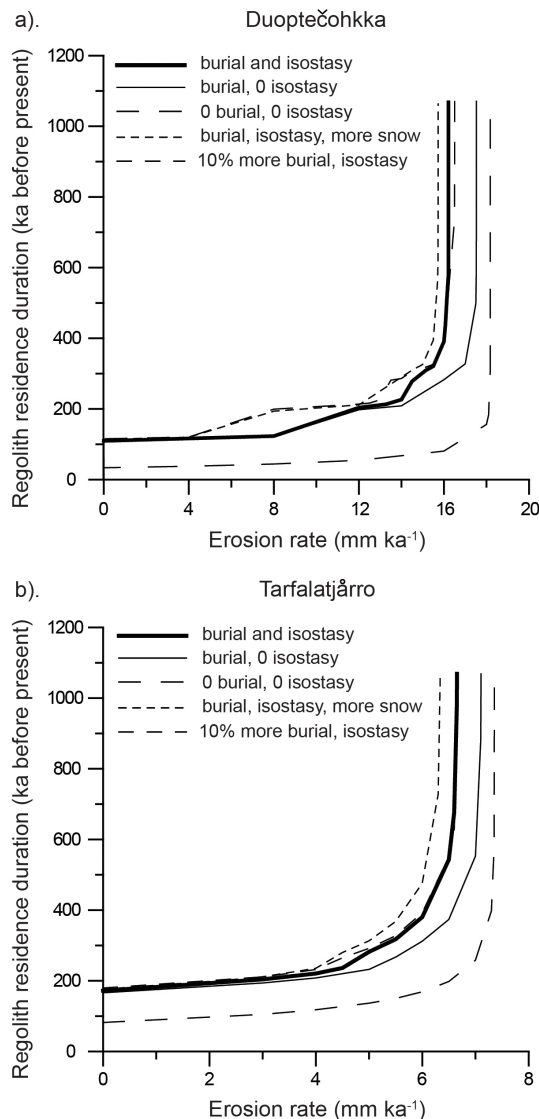 a).
Duoptečohkka
1200
1000
800
600
400
200
0
Regolith residence duration (ka before present)
burial and isostasy
burial, 0 isostasy
0 burial, 0 isostasy
burial, isostasy, more snow
10% more burial, isostasy
0 4 8 12 16 20
Erosion rate (mm ka-1)
b).
Tarfalatjårro
1200
1000
800
600
400
200
0
Regolith residence duration (ka before present)
burial and isostasy
burial, 0 isostasy
0 burial, 0 isostasy
burial, isostasy, more snow
10% more burial, isostasy
0 2 4 6 8
Erosion rate (mm ka-1)